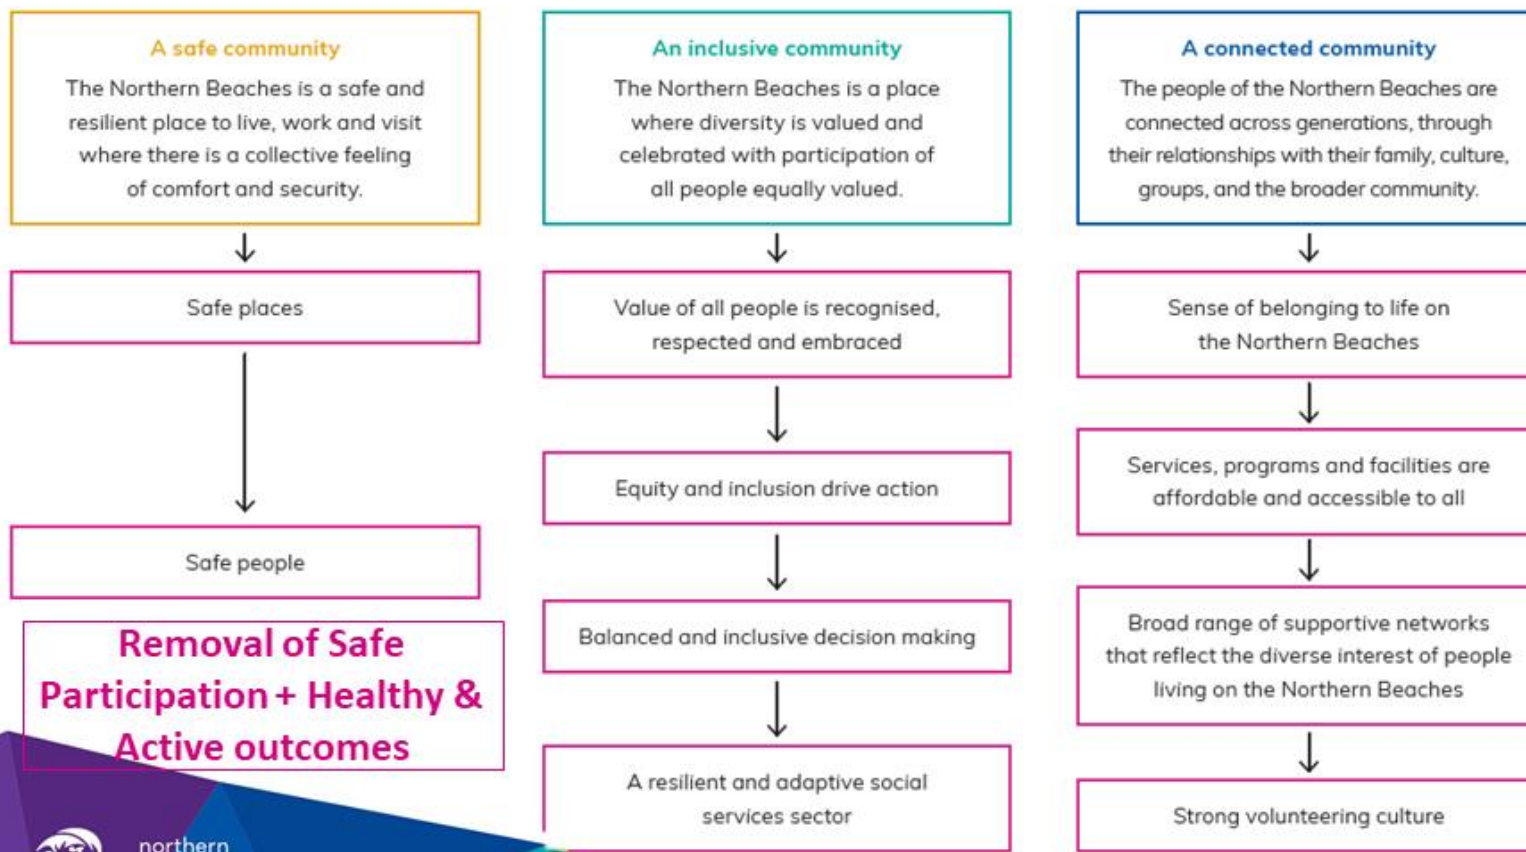 A safe community
The Northern Beaches is a safe and
resilient place to live, work and visit
where there is a collective feeling
of comfort and security.
Safe places
Safe people
Removal of Safe
Participation + Healthy &
Active outcomes
An inclusive community
The Northern Beaches is a place
where diversity is valued and
celebrated with participation of
all people equally valued.
Value of all people is recognised,
respected and embraced
Equity and inclusion drive action
Balanced and inclusive decision making
A resilient and adaptive social
services sector
A connected community
The people of the Northern Beaches are
connected across generations, through
their relationships with their family, culture,
groups, and the broader community.
Sense of belonging to life on
the Northern Beaches
Services, programs and facilities are
affordable and accessible to all
Broad range of supportive networks
that reflect the diverse interest of people
living on the Northern Beaches
Strong volunteering culture
northern